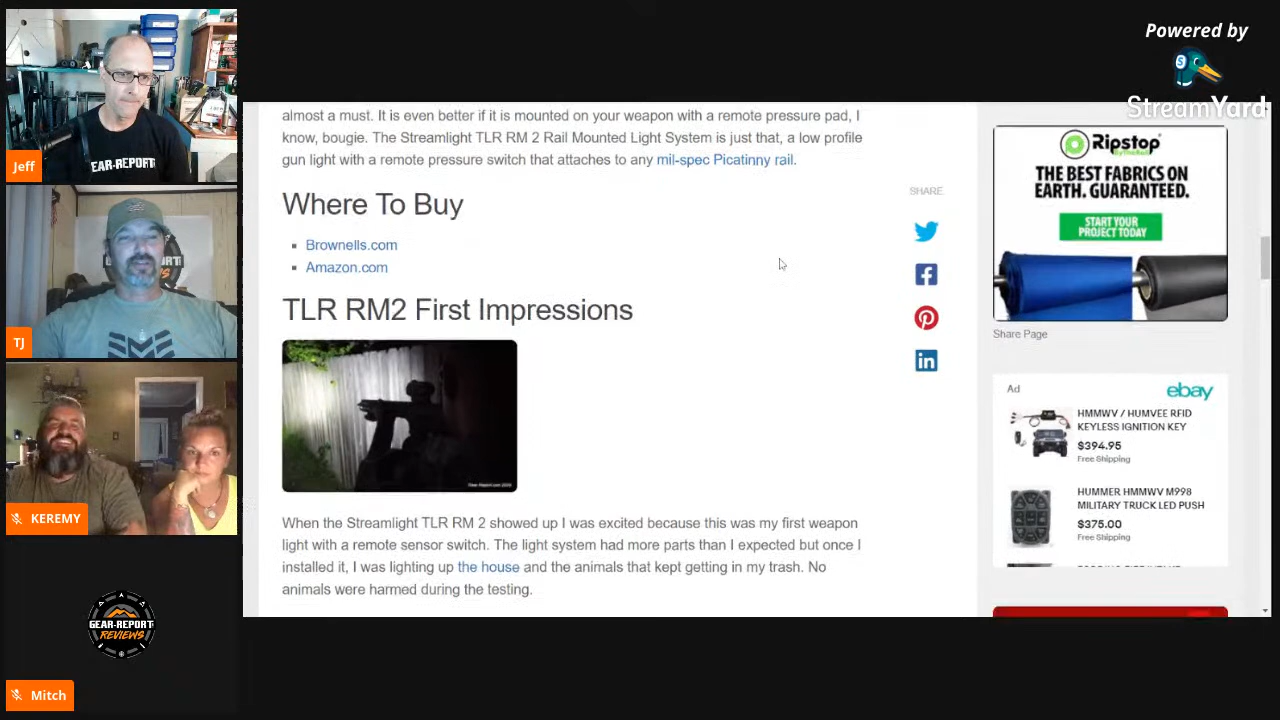 Powered by
StreamYard
EAR-REPORT
Jeff
GEAR-REPORT
REVIEWS
TJ
KEREMY
GEAR-REPORT
REVIEWS
Mitch
almost a must. It is even better if it is mounted on your weapon with a remote pressure pad, I
know, bougie. The Streamlight TLR RM 2 Rail Mounted Light System is just that, a low profile
gun light with a remote pressure switch that attaches to any mil-spec Picatinny rail.
Where To Buy
Brownells.com
Amazon.com
TLR RM2 First Impressions
When the Streamlight TLR RM 2 showed up I was excited because this was my first weapon
light with a remote sensor switch. The light system had more parts than I expected but once I
installed it, I was lighting up the house and the animals that kept getting in my trash. No
animals were harmed during the testing.
SHARE
Ripstop
THE BEST FABRICS ON
EARTH. GUARANTEED.
START YOUR
PROJECT TODAY
Share Page
Ad
ebay
HMMWV / HUMVEE RFID
KEYLESS IGNITION KEY
$394.95
Free Shipping
HUMMER HMMWV M998
MILITARY TRUCK LED PUSH
$375.00
Free Shipping